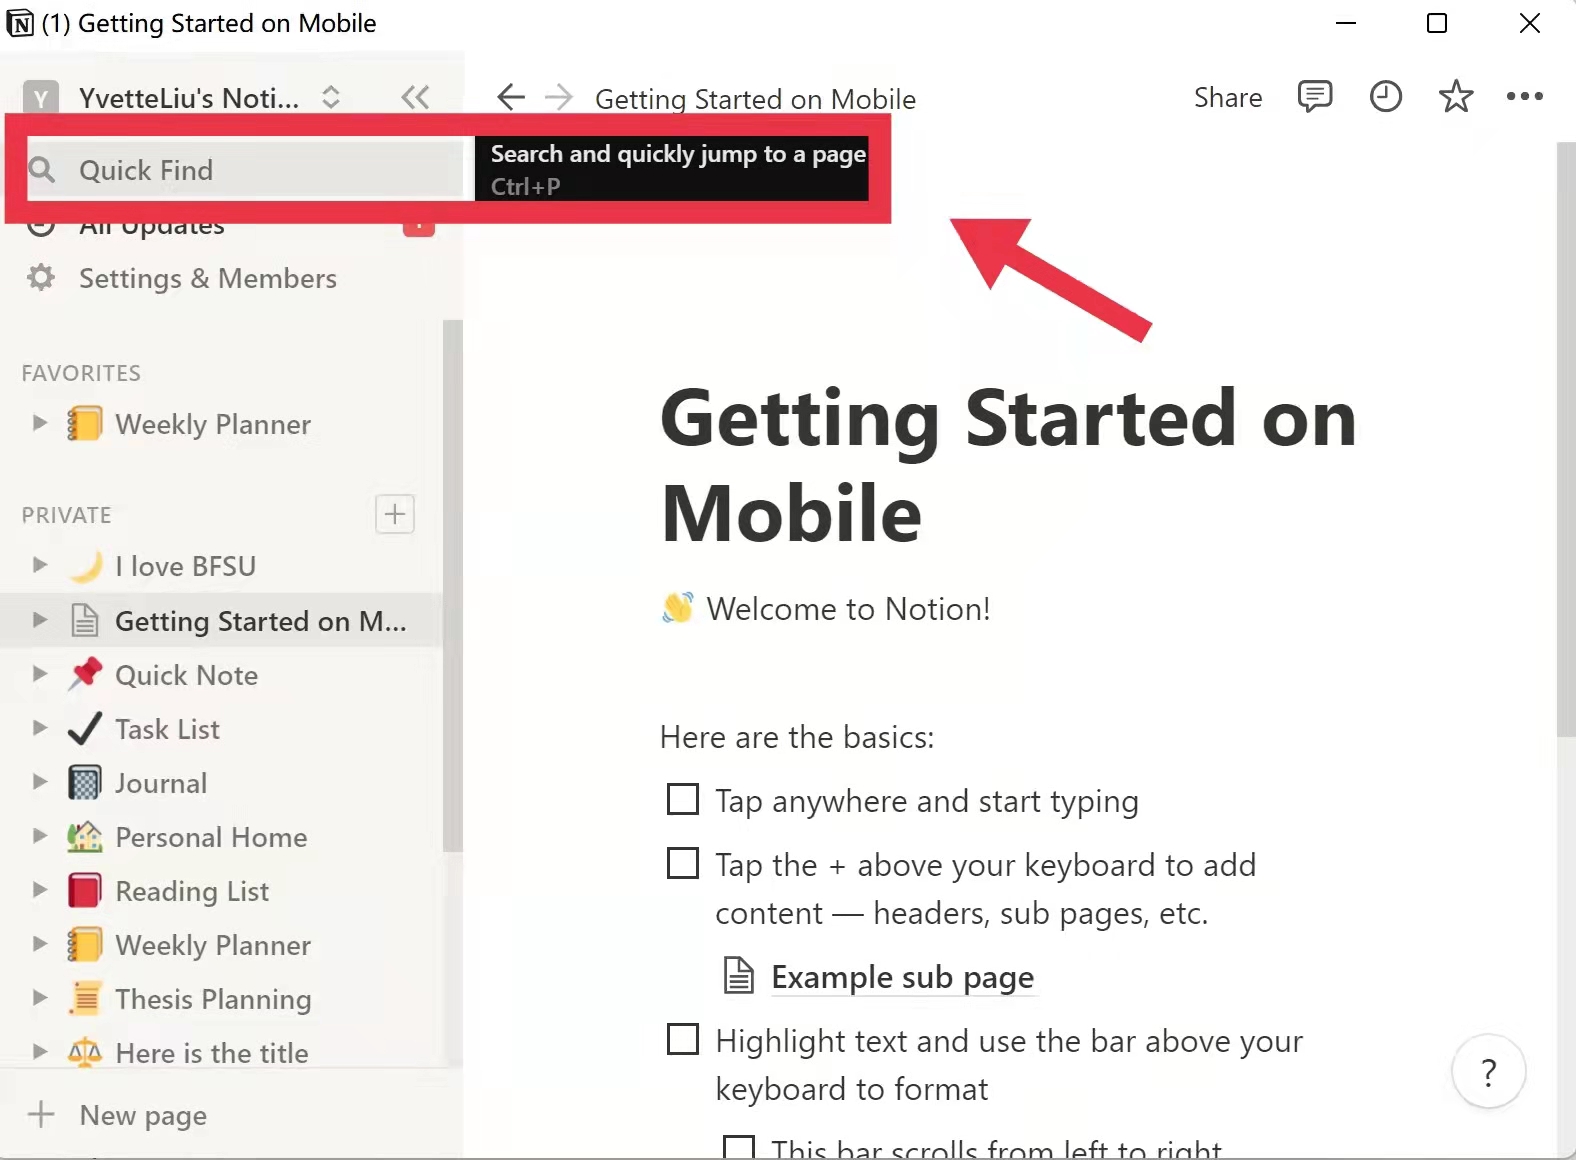 (1) Getting Started on Mobile
Y YvetteLiu's Noti...
Getting Started on Mobile
Share
Quick Find
Search and quickly jump to a page
Ctrl+P
All Updates
Settings & Members
FAVORITES
Weekly Planner
PRIVATE
I love BFSU
Getting Started on M...
Quick Note
Task List
Journal
Personal Home
Reading List
Weekly Planner
Thesis Planning
Here is the title
New page
Getting Started on
Mobile
👋 Welcome to Notion!
Here are the basics:
Tap anywhere and start typing
Tap the + above your keyboard to add
content — headers, sub pages, etc.
Example sub page
Highlight text and use the bar above your
keyboard to format
This bar scrolls from left to right
?